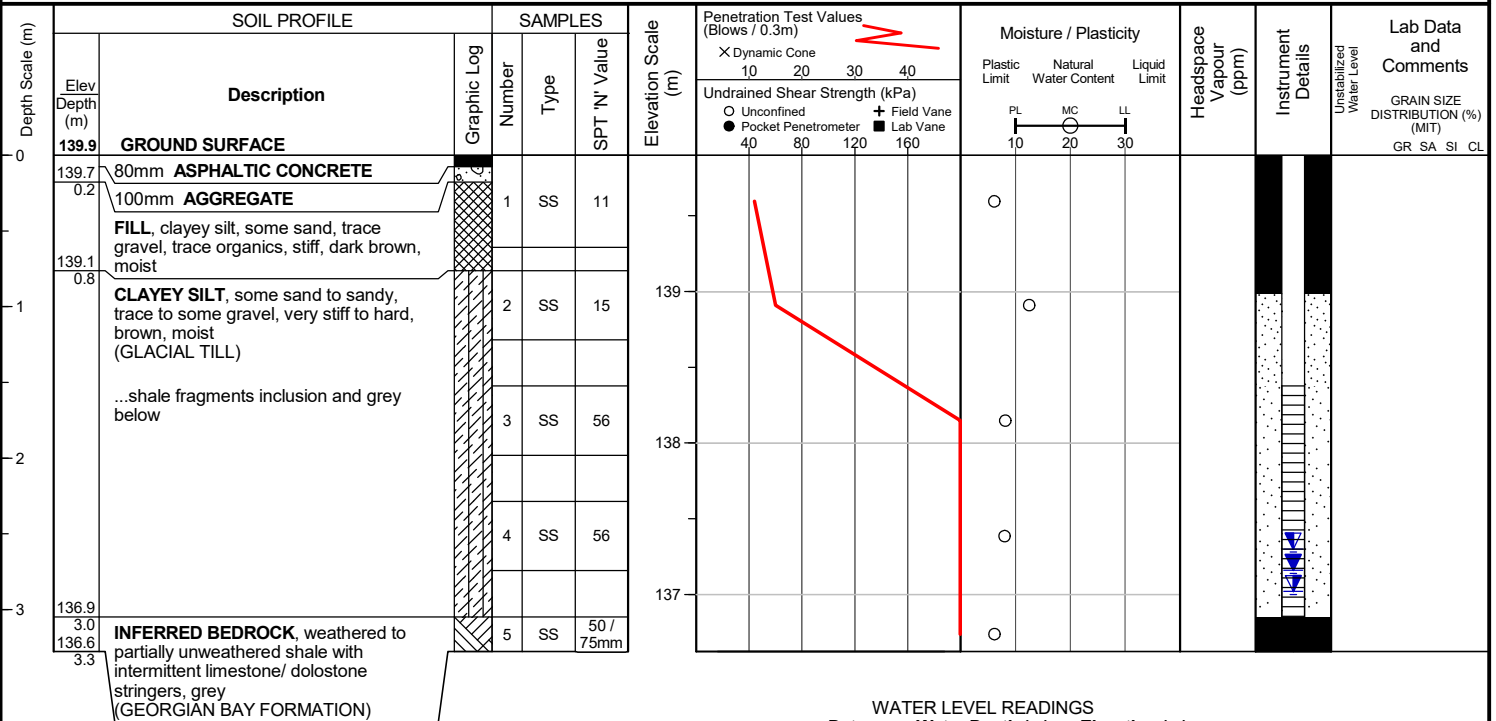 SOIL PROFILE
SAMPLES
Depth Scale (m)
Elev
Depth
(m)
Description
Graphic Log
Number
Type
SPT 'N' Value
Elevation Scale
(m)
Penetration Test Values
(Blows / 0.3m)
× Dynamic Cone
10 20 30 40
Undrained Shear Strength (kPa)
Unconfined
+ Field Vane
Pocket Penetrometer
Lab Vane
40 80 120 160
Moisture / Plasticity
Plastic
Limit
Natural
Water Content
Liquid
Limit
PL MC LL
10 20 30
Headspace
Vapour
(ppm)
Instrument
Details
Unstabilized
Water Level
Lab Data
and
Comments
GRAIN SIZE
DISTRIBUTION (%)
(MIT)
GR SA SI CL
139.9 GROUND SURFACE
0
139.7 80mm ASPHALTIC CONCRETE
0.2
100mm AGGREGATE
1 SS 11
FILL, clayey silt, some sand, trace
gravel, trace organics, stiff, dark brown,
moist
139.1
0.8
CLAYEY SILT, some sand to sandy,
trace to some gravel, very stiff to hard,
brown, moist
(GLACIAL TILL)
1
2 SS 15
139
...shale fragments inclusion and grey
below
3 SS 56
138
2
4 SS 56
137
3
136.9
3.0
136.6
3.3
INFERRED BEDROCK, weathered to
partially unweathered shale with
intermittent limestone/ dolostone
stringers, grey
(GEORGIAN BAY FORMATION)
5 SS 50 /
75mm
WATER LEVEL READINGS